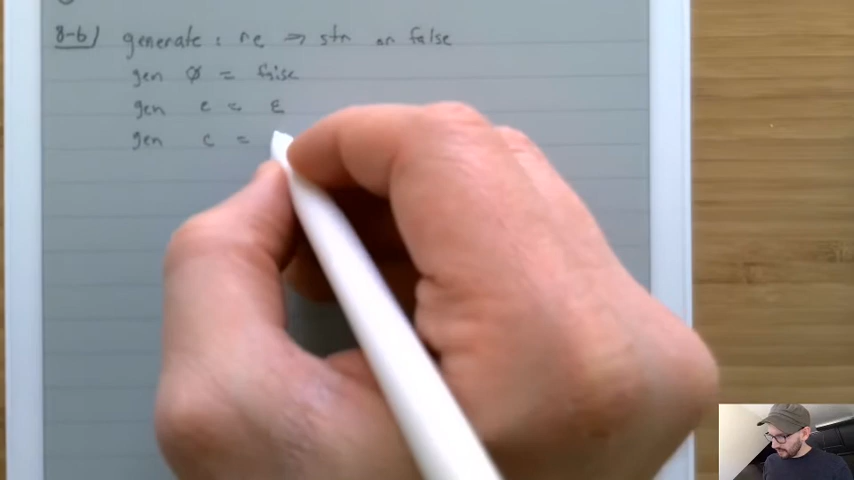 8-6/ generate : re => str or false
gen ∅ = false
gen ε = ε
gen c =